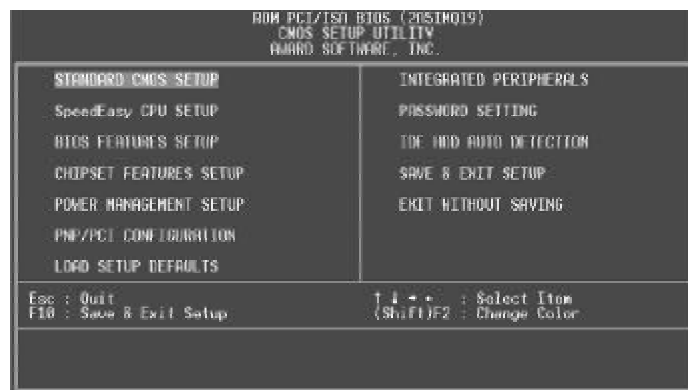 ROM PCI/ISA BIOS (2A5IMQ19)
CMOS SETUP UTILITY
AWARD SOFTWARE, INC.
STANDARD CMOS SETUP
SpeedEasy CPU SETUP
BIOS FEATURES SETUP
CHIPSET FEATURES SETUP
POWER MANAGEMENT SETUP
PNP/PCI CONFIGURATION
LOAD SETUP DEFAULTS
INTEGRATED PERIPHERALS
PASSWORD SETTING
IDE HDD AUTO DETECTION
SAVE & EXIT SETUP
EXIT WITHOUT SAVING
Esc : Quit
F10 : Save & Exit Setup
↑ ↓ → ← : Select Item
(Shift)F2 : Change Color